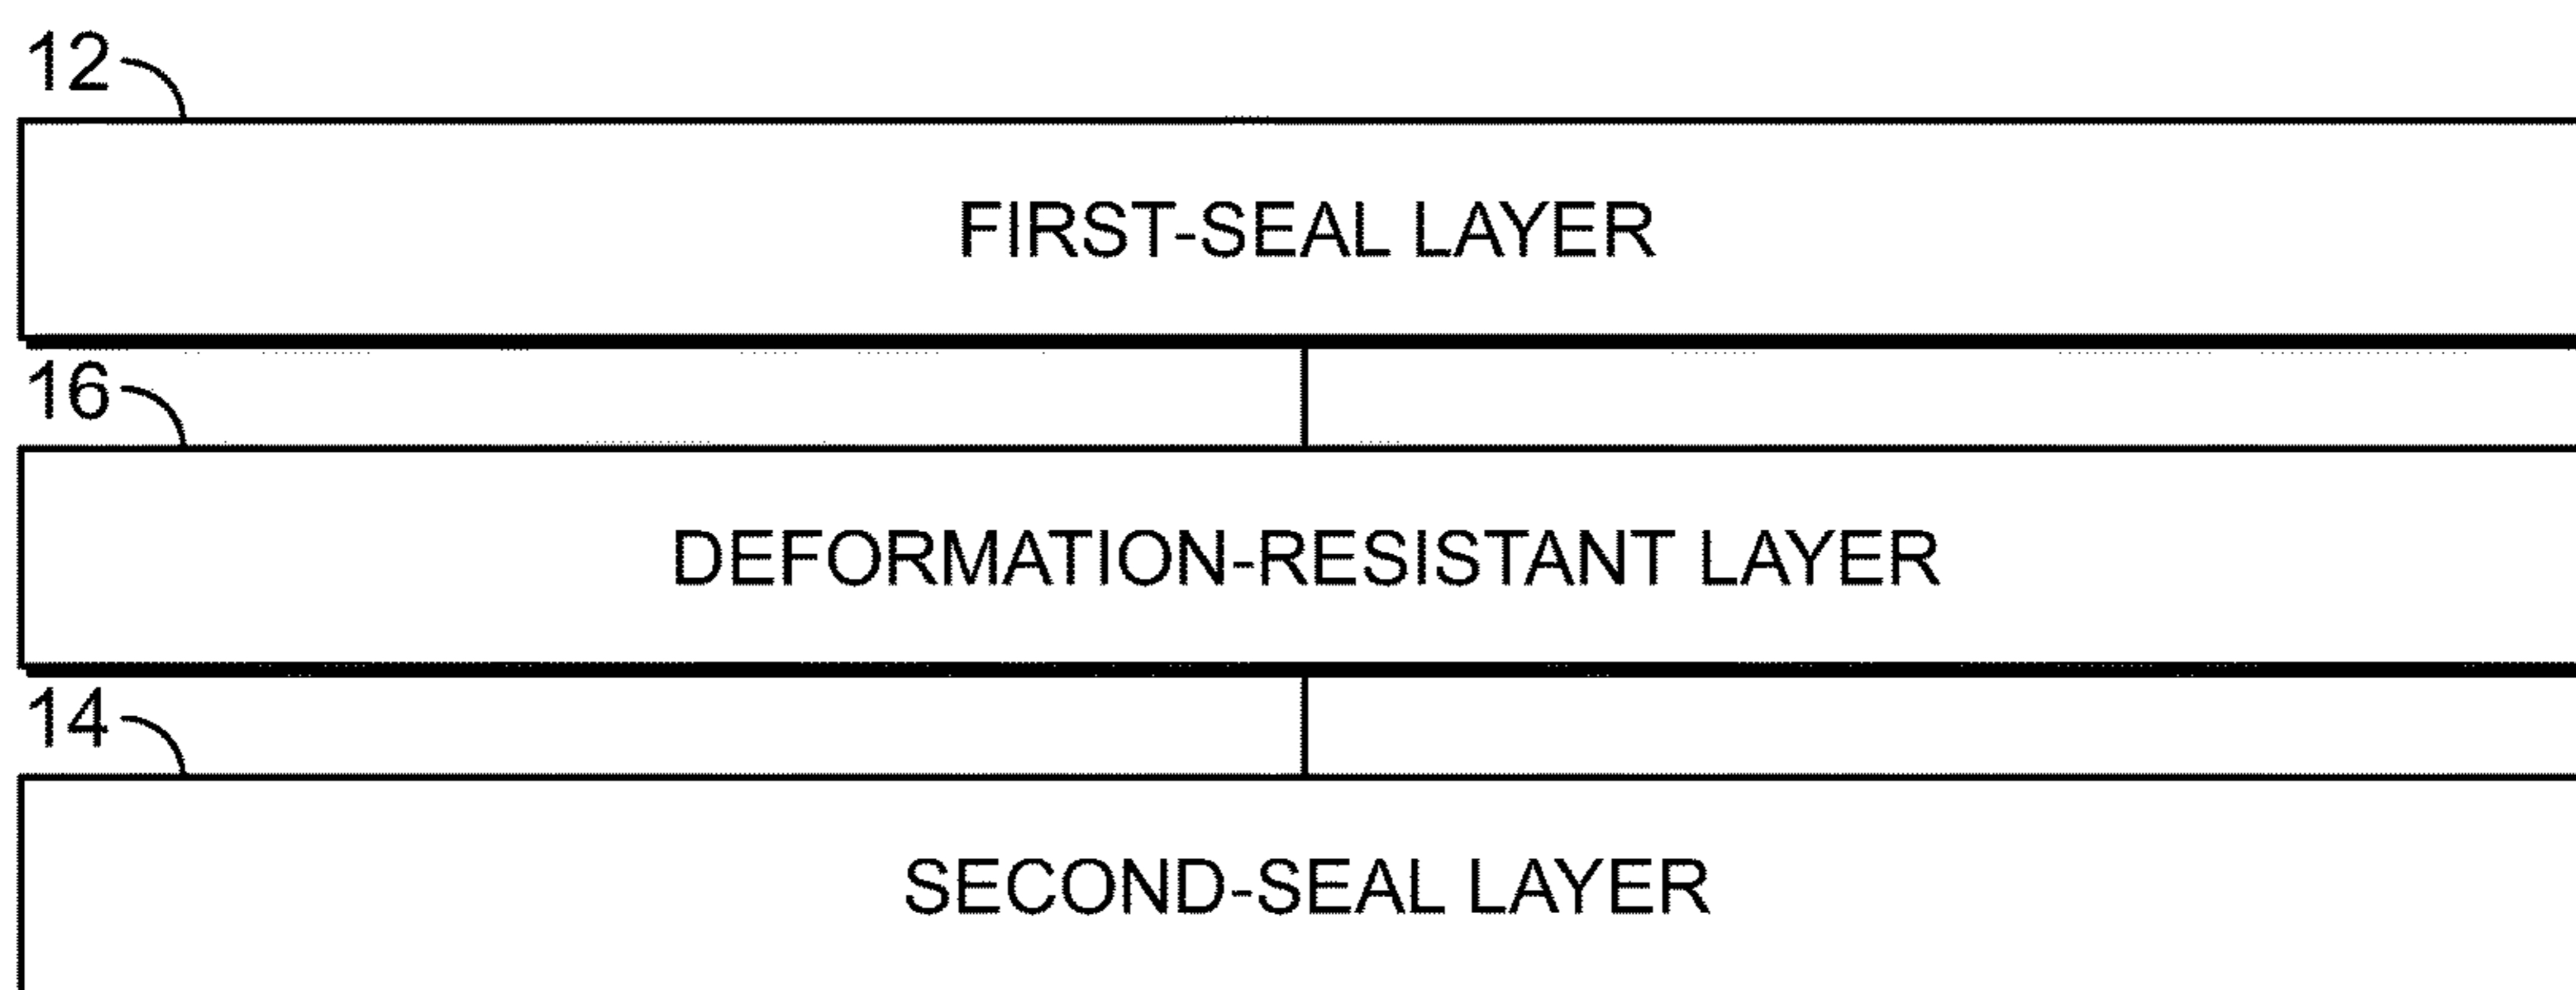 12
FIRST-SEAL LAYER
16
DEFORMATION-RESISTANT LAYER
14
SECOND-SEAL LAYER